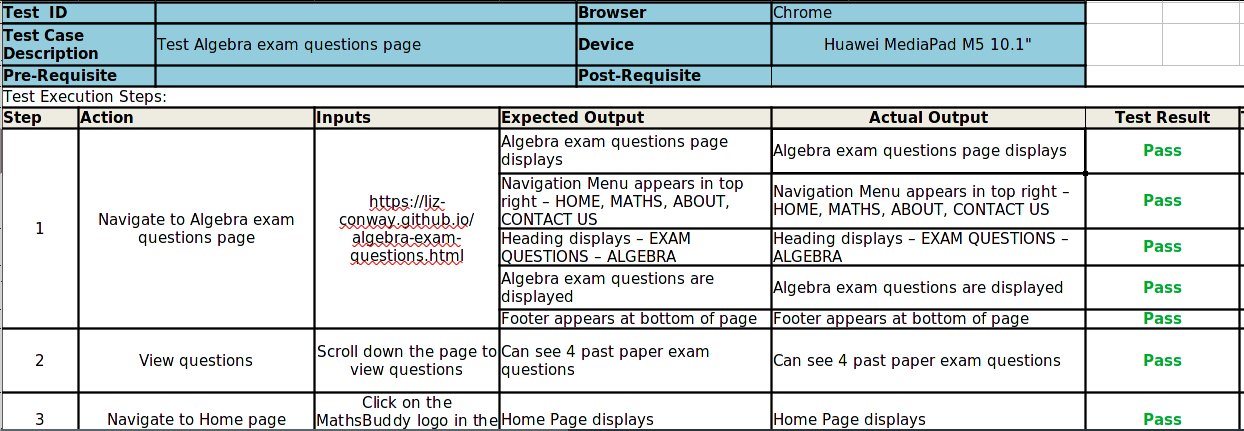 Test ID Browser Chrome
Test Case Description Test Algebra exam questions page Device Huawei MediaPad M5 10.1"
Pre-Requisite Post-Requisite
Test Execution Steps:
Step Action Inputs Expected Output Actual Output Test Result
1
Navigate to Algebra exam
questions page
https://liz-
conway.github.io/
algebra-exam-
questions.html
Algebra exam questions page
displays
Algebra exam questions page displays
Pass
Navigation Menu appears in top
right – HOME, MATHS, ABOUT,
CONTACT US
Navigation Menu appears in top right –
HOME, MATHS, ABOUT, CONTACT US
Pass
Heading displays – EXAM
QUESTIONS – ALGEBRA
Heading displays – EXAM QUESTIONS –
ALGEBRA
Pass
Algebra exam questions are
displayed
Algebra exam questions are displayed
Pass
Footer appears at bottom of page
Footer appears at bottom of page
Pass
2
View questions
Scroll down the page to
view questions
Can see 4 past paper exam
questions
Can see 4 past paper exam questions
Pass
3
Navigate to Home page
Click on the
MathsBuddy logo in the
Home Page displays
Home Page displays
Pass